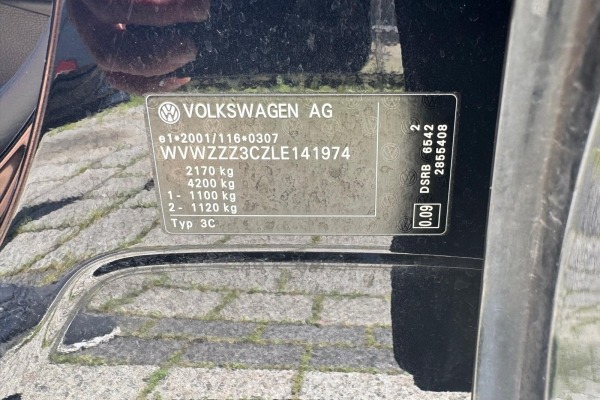 VOLKSWAGEN AG
e1*2001/116*0307
WVWZZZ3CZLE141974
2170 kg
4200 kg
1- 1100 kg
2- 1120 kg
Typ 3C
0.09
DSRB 6542 2
2855408